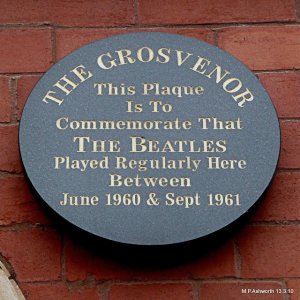 THE GROSVENOR
This Plaque
Is To
Commemorate That
THE BEATLES
Played Regularly Here
Between
June 1960 & Sept 1961
M.P.Ashworth 13.3.10